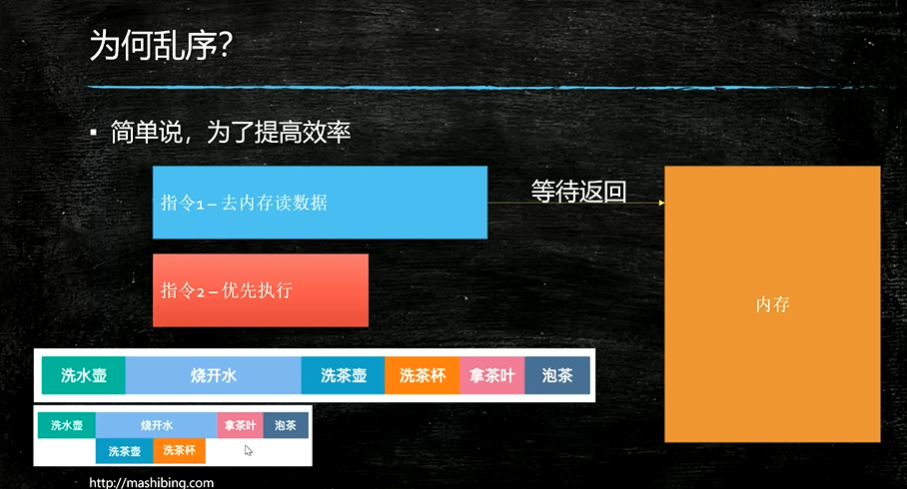 为何乱序?
▪ 简单说，为了提高效率
指令1 – 去内存读数据
等待返回
指令2 – 优先执行
内存
洗水壶 烧开水 洗茶壶 洗茶杯 拿茶叶 泡茶
洗水壶 烧开水 拿茶叶 泡茶
洗茶壶 洗茶杯
http://mashibing.com